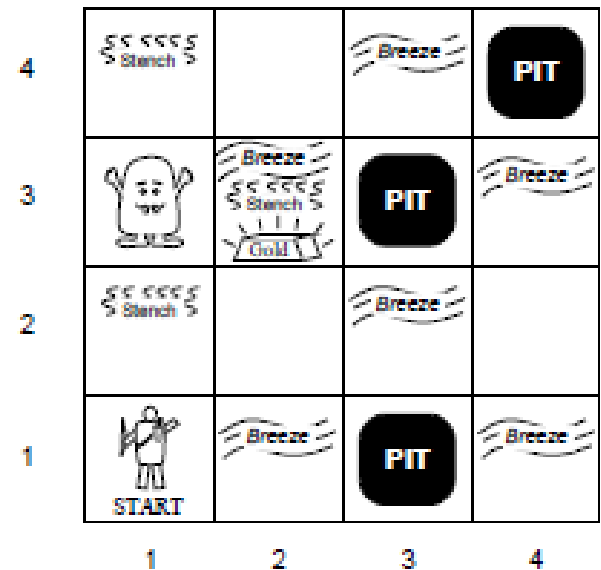 4
Stench
Breeze
PIT
3
Breeze
Stench
Gold
PIT
Breeze
2
Stench
Breeze
1
START
Breeze
PIT
Breeze
1 2 3 4